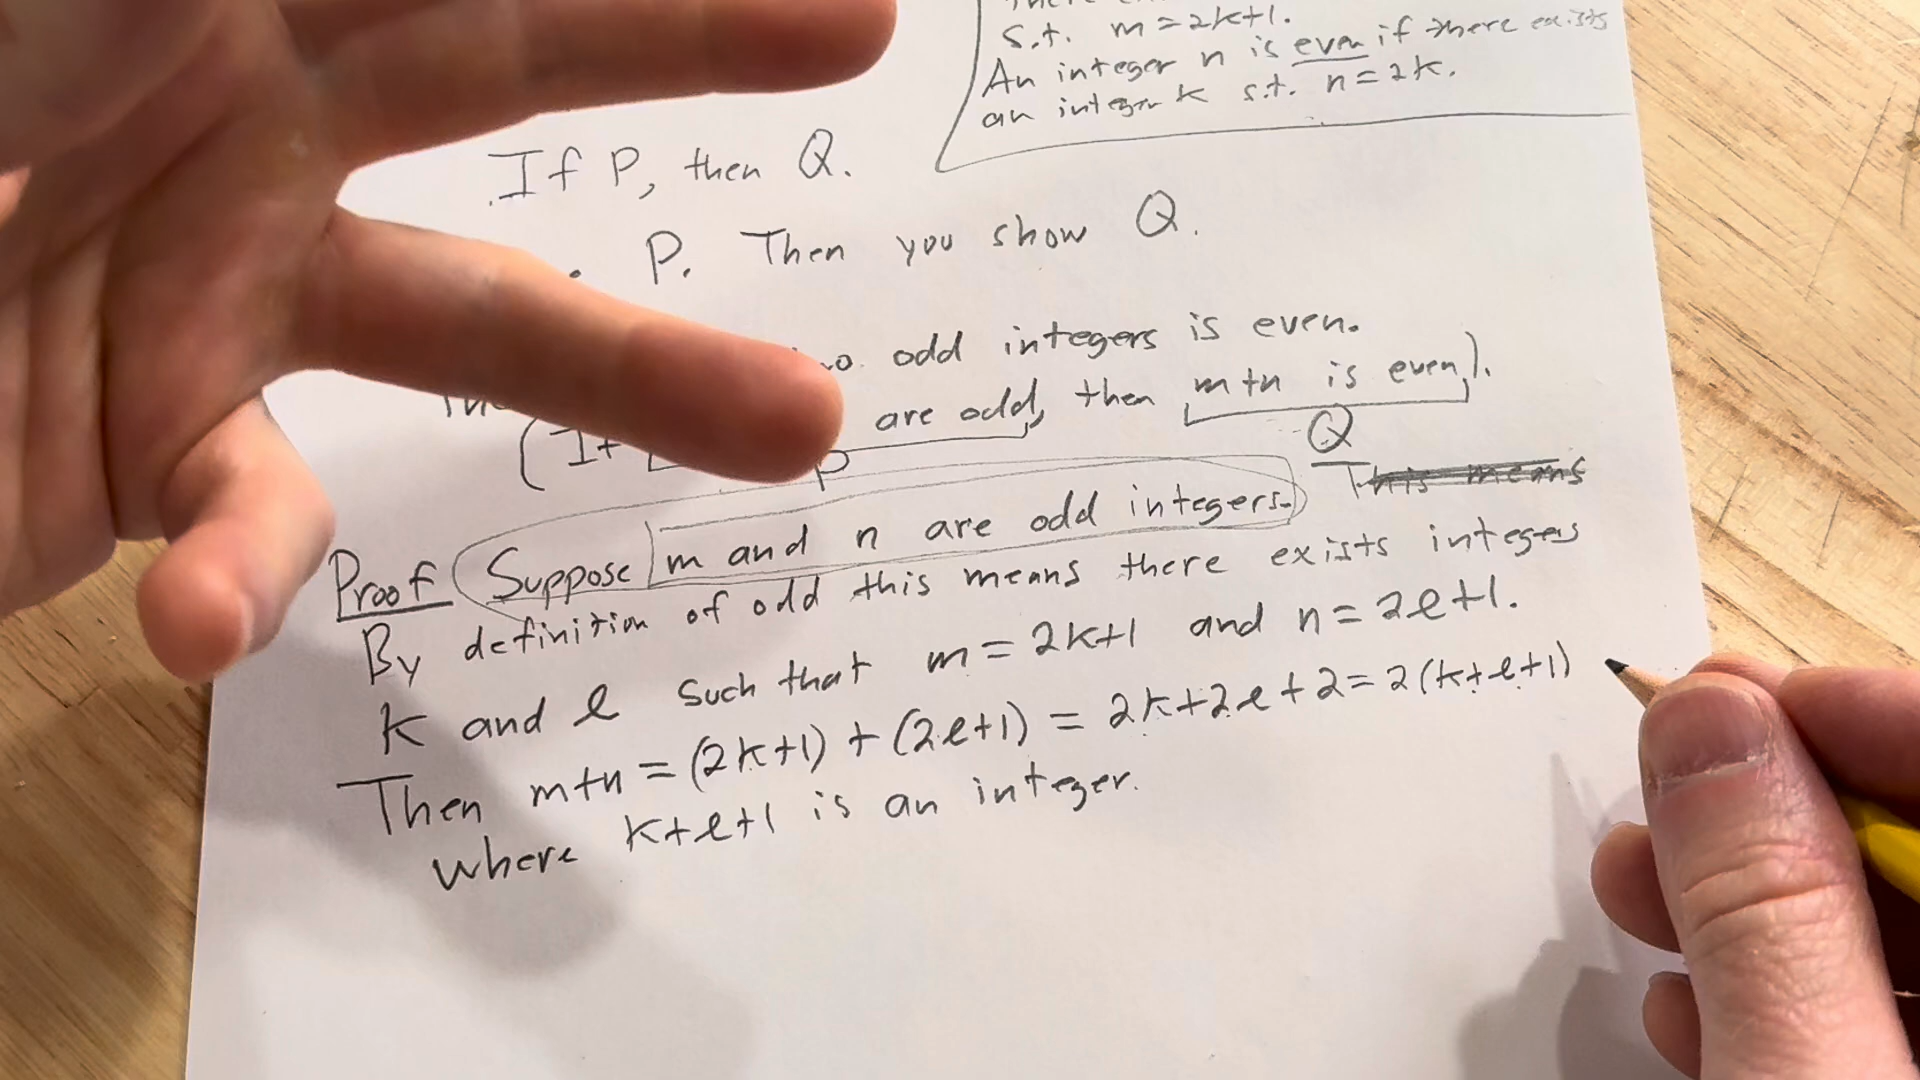 s.t. m=2k+1.
An integer n is even if there exists
an integer k s.t. n=2k.
If P, then Q.
P. Then you show Q.
odd integers is even.
(If are odd, then m+n is even).
P Q
Proof Suppose m and n are odd integers. This means
By definition of odd this means there exists integers
k and l such that m=2k+1 and n=2l+1.
Then m+n=(2k+1)+(2l+1)=2k+2l+2=2(k+l+1)
where k+l+1 is an integer.